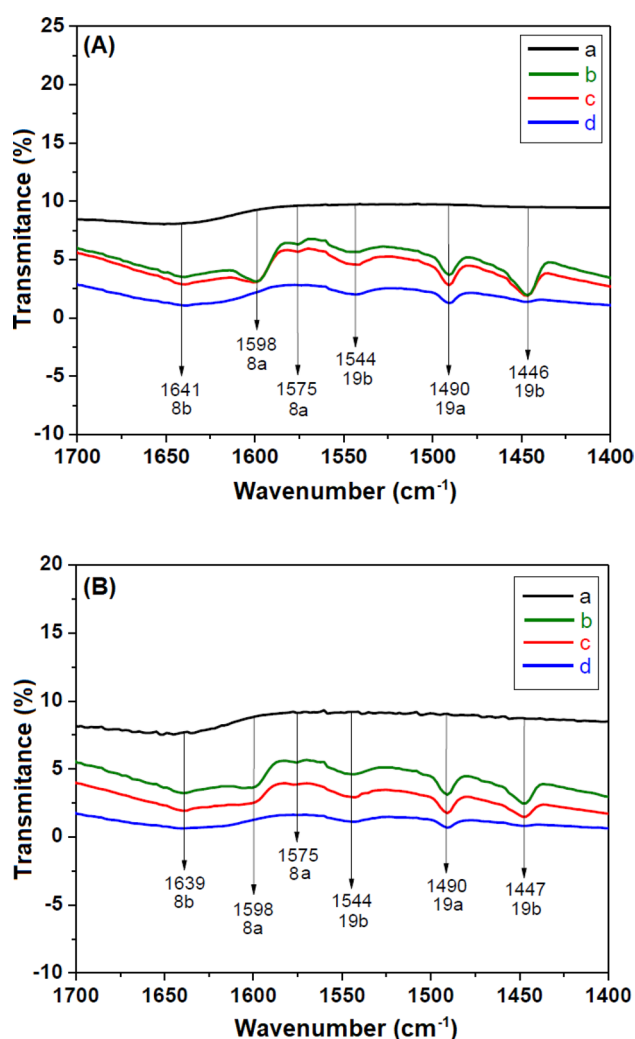 (A)
a
b
c
d
25
20
15
10
5
0
-5
-10
Transmitance (%)
1641
8b
1598
8a
1575
8a
1544
19b
1490
19a
1446
19b
1700 1650 1600 1550 1500 1450 1400
Wavenumber (cm⁻¹)
(B)
a
b
c
d
20
15
10
5
0
-5
-10
Transmitance (%)
1639
8b
1598
8a
1575
8a
1544
19b
1490
19a
1447
19b
1700 1650 1600 1550 1500 1450 1400
Wavenumber (cm⁻¹)